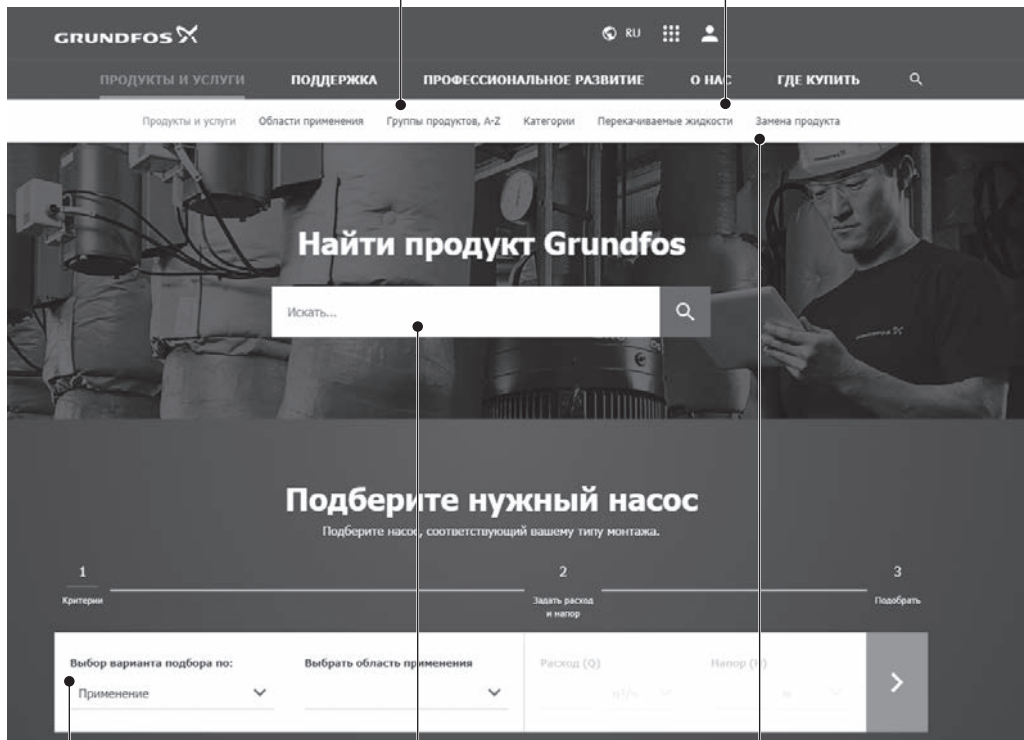 GRUNDFOS
RU
ПРОДУКТЫ И УСЛУГИ ПОДДЕРЖКА ПРОФЕССИОНАЛЬНОЕ РАЗВИТИЕ О НАС ГДЕ КУПИТЬ
Продукты и услуги Области применения Группы продуктов, A-Z Категории Перекачиваемые жидкости Замена продукта
Найти продукт Grundfos
Искать...
Подберите нужный насос
Подберите насос, соответствующий вашему типу монтажа.
1 2 3
Критерии Задать расход Подобрать
и напор
Выбор варианта подбора по: Выбрать область применения Расход (Q) Напор (H)
Применение м³/ч м